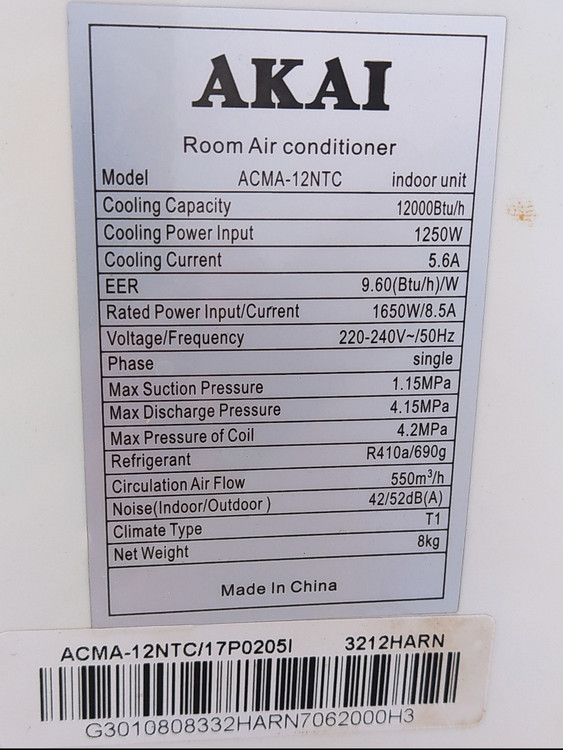 AKAI
Room Air conditioner
Model ACMA-12NTC indoor unit
Cooling Capacity 12000Btu/h
Cooling Power Input 1250W
Cooling Current 5.6A
EER 9.60(Btu/h)/W
Rated Power Input/Current 1650W/8.5A
Voltage/Frequency 220-240V~/50Hz
Phase single
Max Suction Pressure 1.15MPa
Max Discharge Pressure 4.15MPa
Max Pressure of Coil 4.2MPa
Refrigerant R410a/690g
Circulation Air Flow 550m³/h
Noise(Indoor/Outdoor) 42/52dB(A)
Climate Type T1
Net Weight 8kg
Made In China
ACMA-12NTC/17P0205I 3212HARN
G3010808332HARN7062000H3